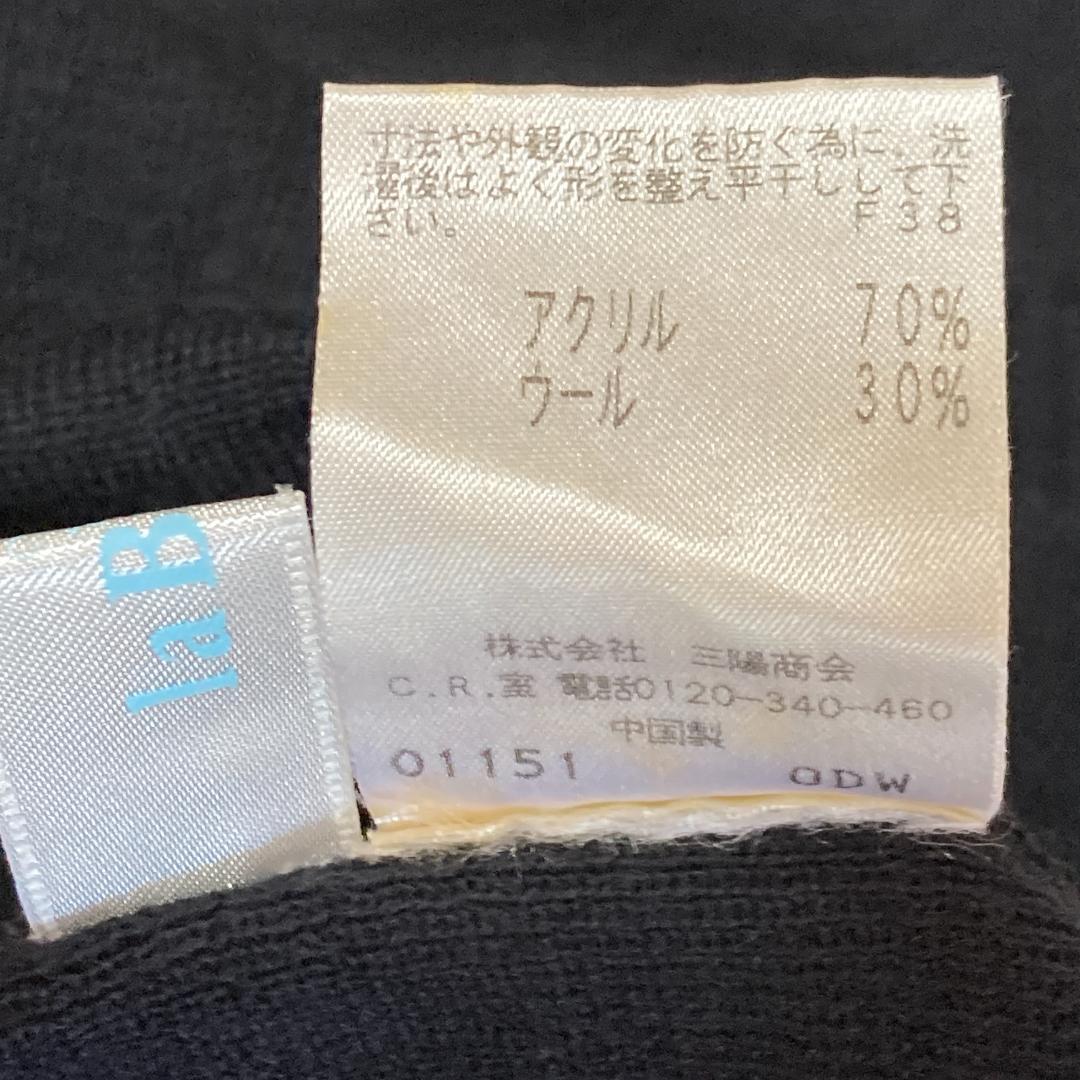 寸法や外観の変化を防ぐ為に、洗
濯後はよく形を整え平干しして下
さい。 F38
アクリル 70%
ウール 30%
株式会社 三陽商会
C.R.室 電話0120-340-460
中国製
01151 ODW
la B